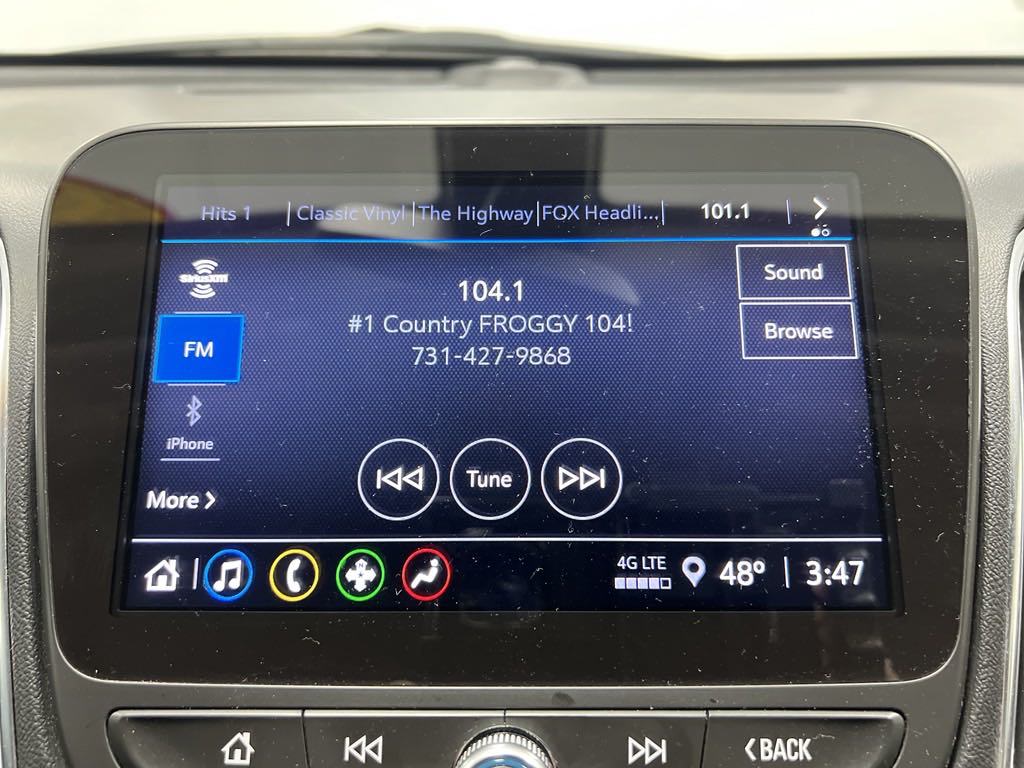 Hits 1 Classic Vinyl The Highway FOX Headli... 101.1
SiriusXM
104.1
Sound
#1 Country FROGGY 104!
Browse
FM
731-427-9868
iPhone
More
Tune
4G LTE
48° 3:47
N
BACK